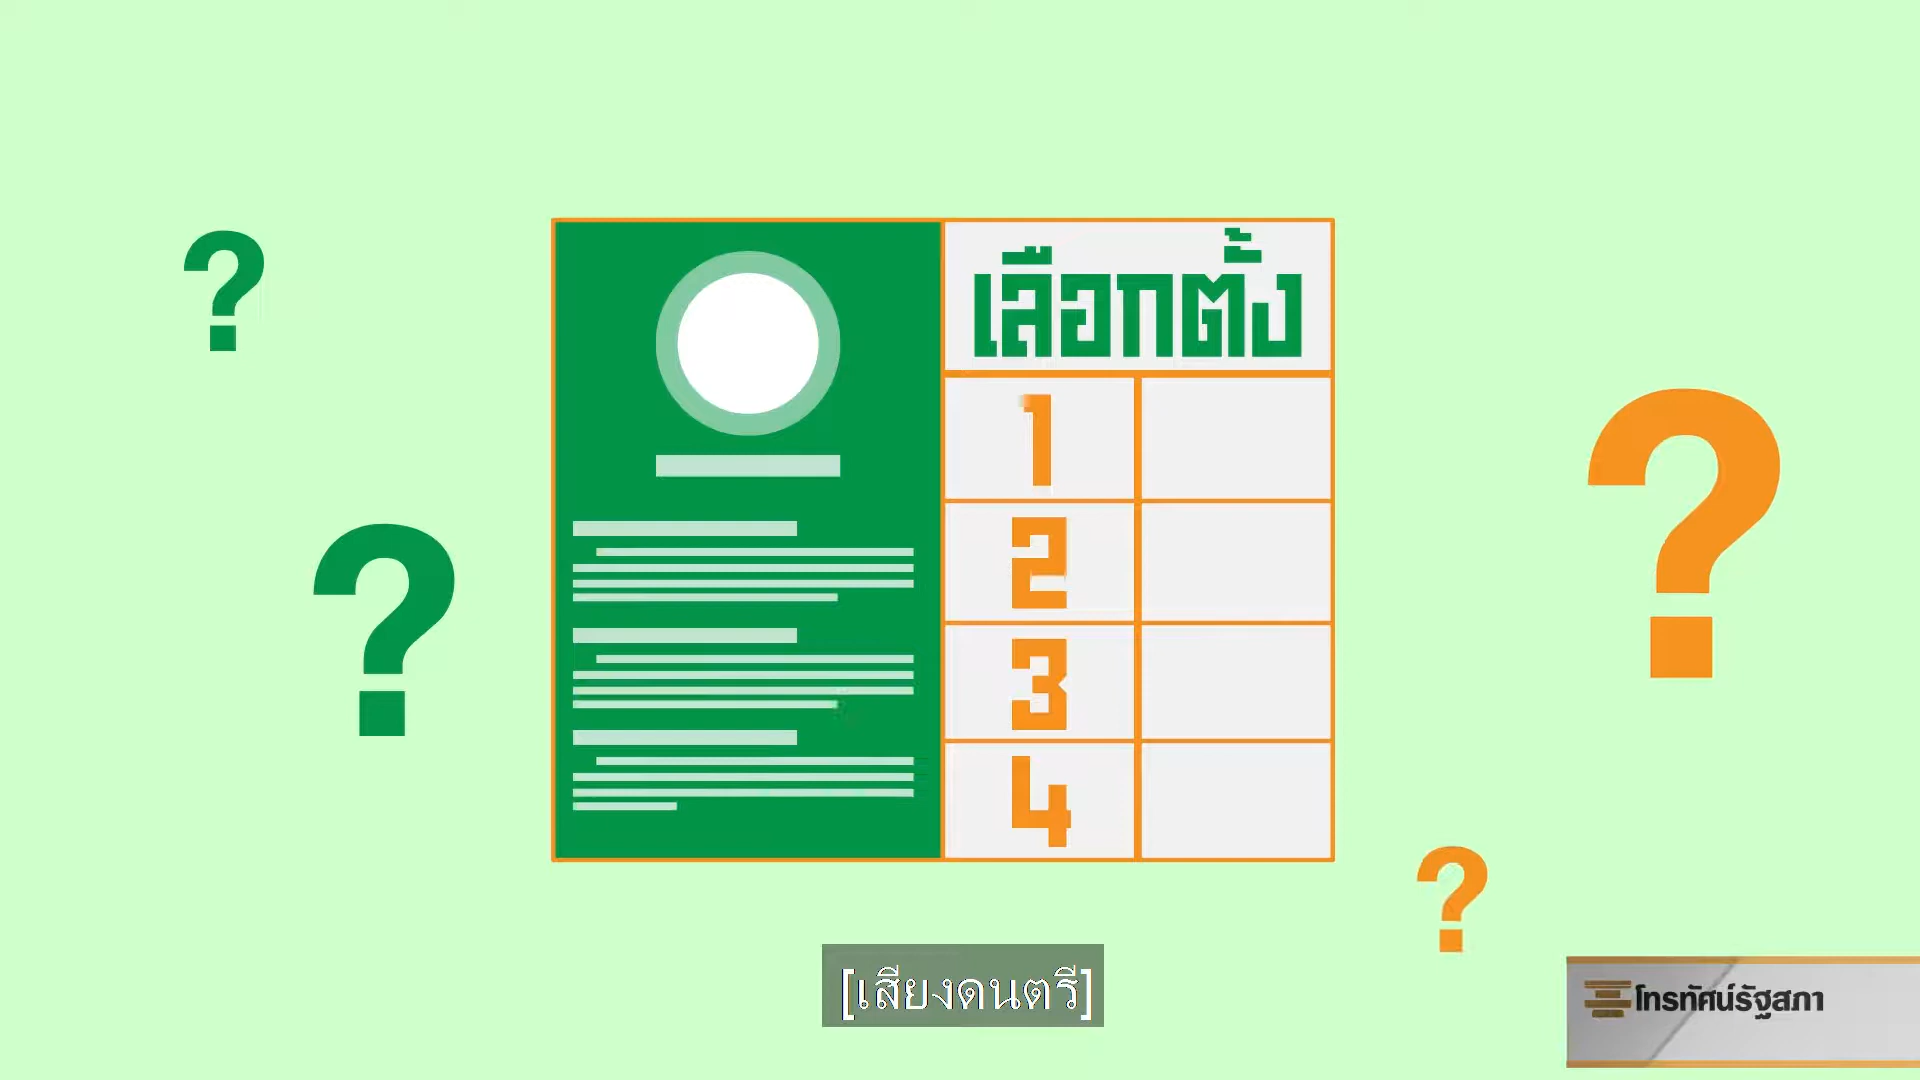 ?
?
เลือกตั้ง
1
2
3
4
?
?
[เสียงดนตรี]
โทรทัศน์รัฐสภา